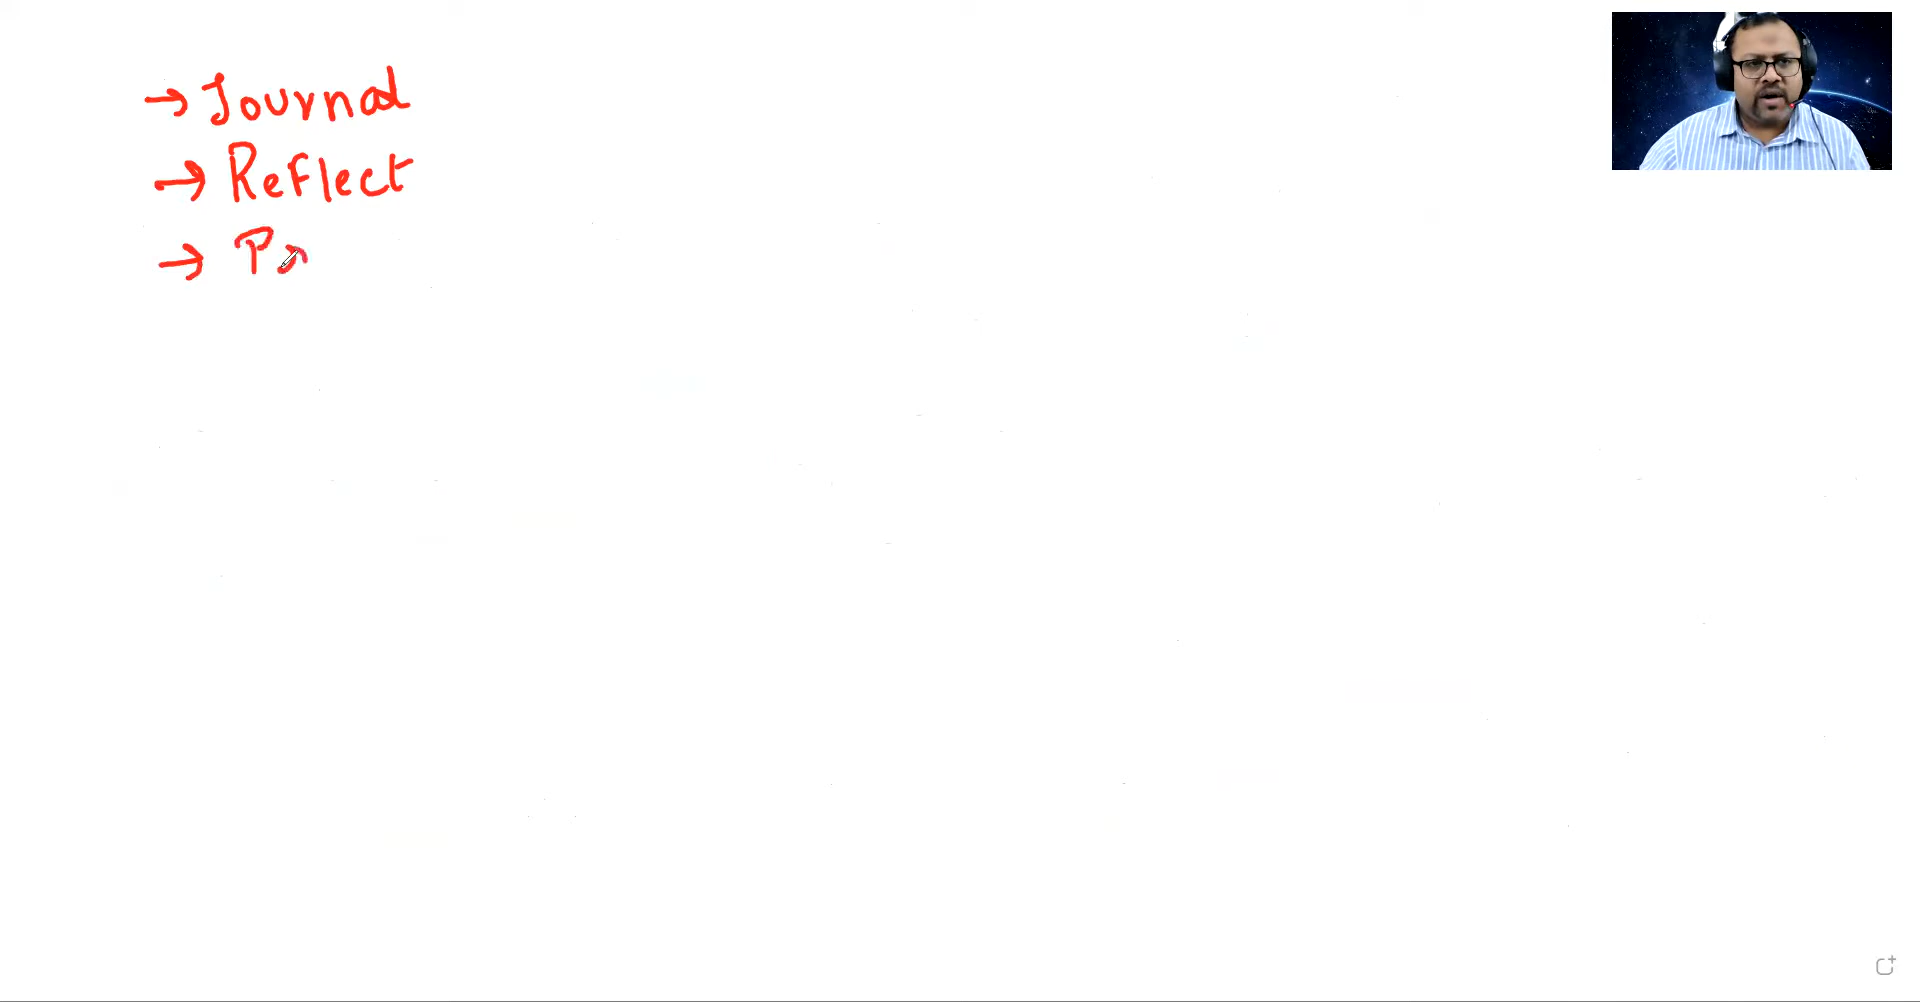 → Journal
→ Reflect
→ P